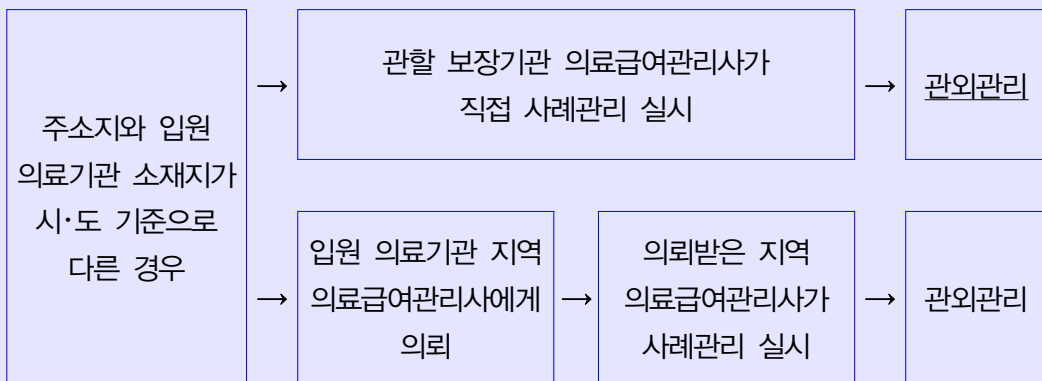 주소지와 입원
의료기관 소재지가
시·도 기준으로
다른 경우
→
관할 보장기관 의료급여관리사가
직접 사례관리 실시
→
관외관리
→
입원 의료기관 지역
의료급여관리사에게
의뢰
→
의뢰받은 지역
의료급여관리사가
사례관리 실시
→
관외관리